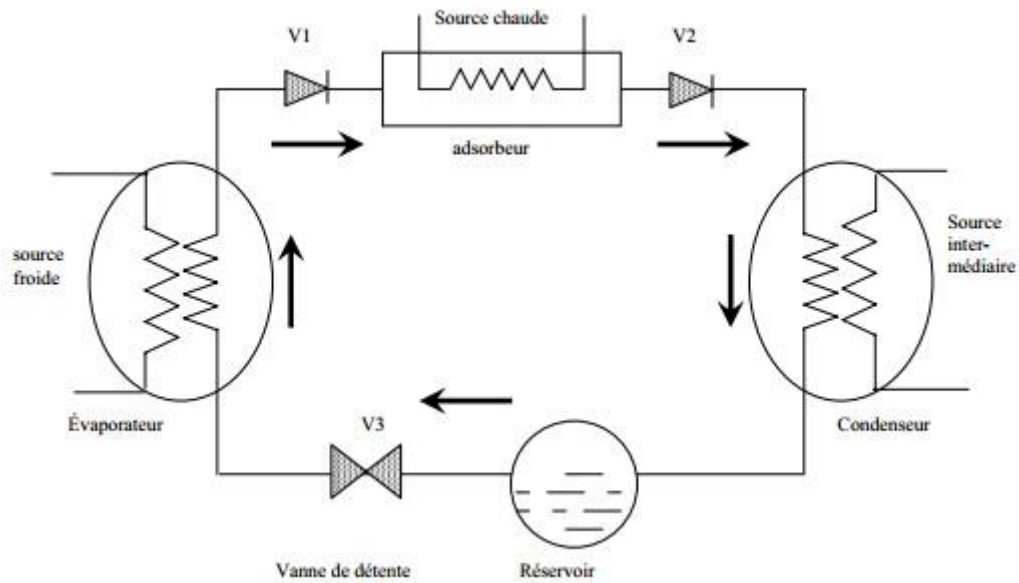 Source chaude
V1
V2
adsorbeur
source
froide
Source
inter-
médiaire
Évaporateur
V3
Condenseur
Vanne de détente
Réservoir